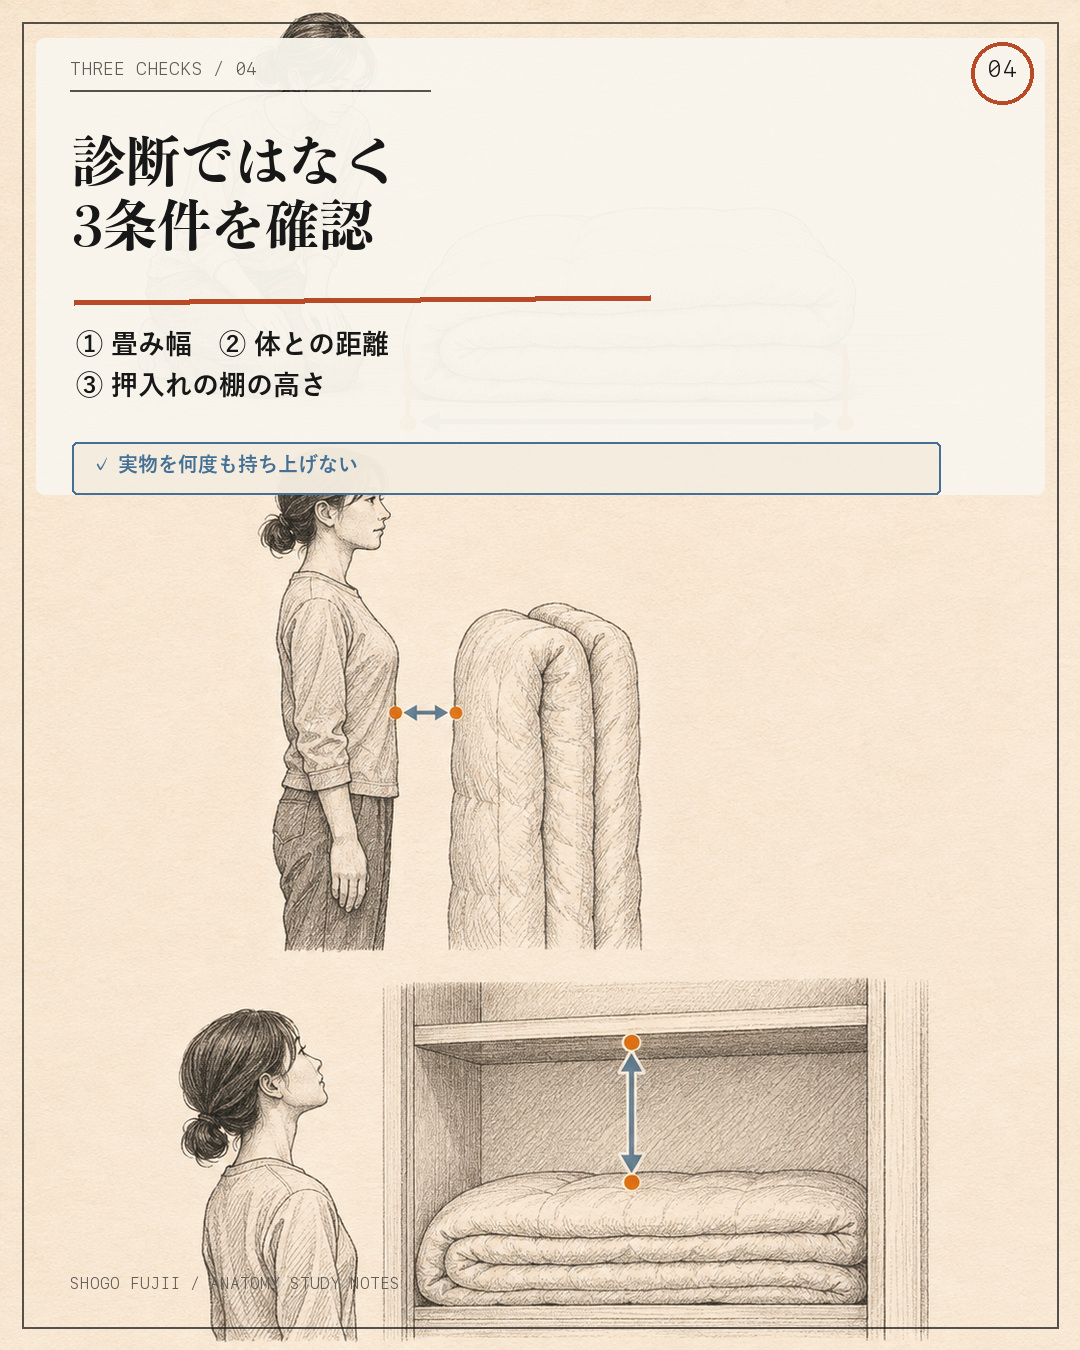 THREE CHECKS / 04
04
診断ではなく
3条件を確認
① 畳み幅　② 体との距離
③ 押入れの棚の高さ
✓ 実物を何度も持ち上げない
SHOGO FUJII / ANATOMY STUDY NOTES